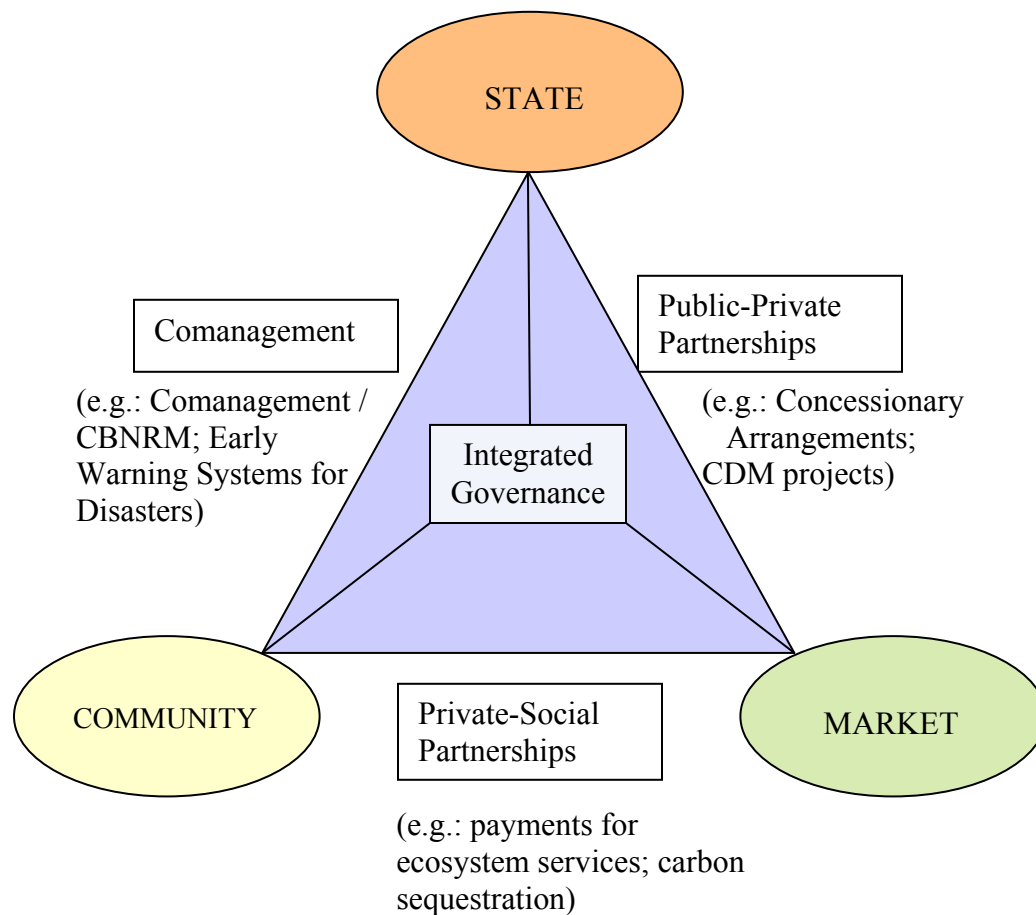 STATE
Comanagement
(e.g.: Comanagement /
CBNRM; Early
Warning Systems for
Disasters)
Public-Private
Partnerships
(e.g.: Concessionary
Arrangements;
CDM projects)
Integrated
Governance
COMMUNITY
Private-Social
Partnerships
MARKET
(e.g.: payments for
ecosystem services; carbon
sequestration)